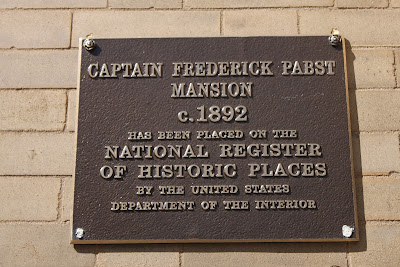 CAPTAIN FREDERICK PABST
MANSION
c.1892
HAS BEEN PLACED ON THE
NATIONAL REGISTER
OF HISTORIC PLACES
BY THE UNITED STATES
DEPARTMENT OF THE INTERIOR